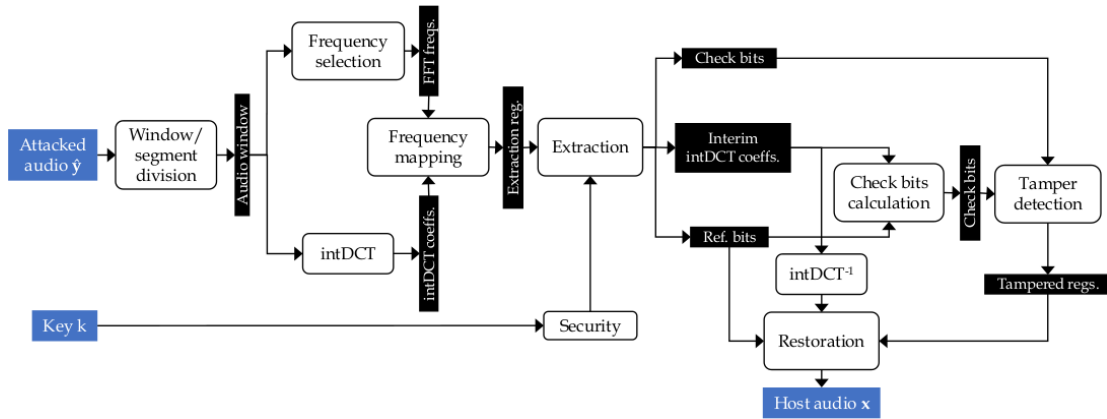 Frequency
selection
FFT freqs.
Attacked
audio ŷ
Window/
segment
division
Audio window
Frequency
mapping
Extraction reg.
Extraction
Check bits
Interim
intDCT coeffs.
Check bits
calculation
Check bits
Tamper
detection
intDCT
intDCT coeffs.
Ref. bits
intDCT⁻¹
Tampered regs.
Key k
Security
Restoration
Host audio x